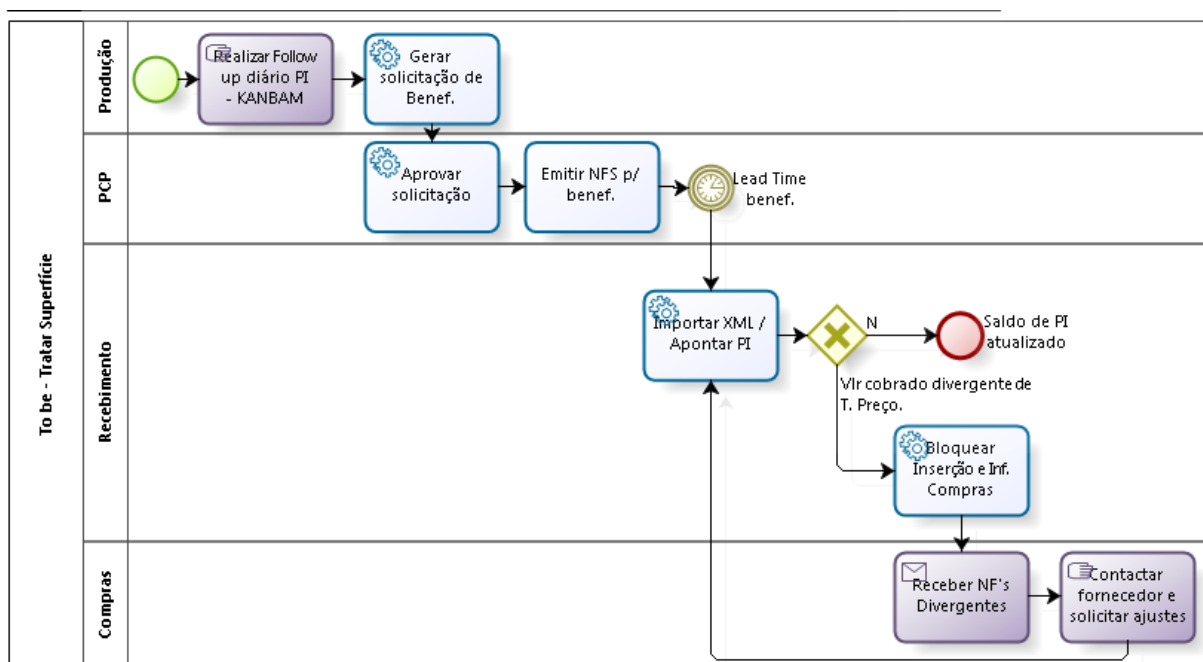 To be - Tratar Superfície
Produção
Realizar Follow
up diário PI
- KANBAM
Gerar
solicitação de
Benef.
PCP
Aprovar
solicitação
Emitir NFS p/
benef.
Lead Time
benef.
Recebimento
Importar XML /
Apontar PI
N
Saldo de PI
atualizado
Vlr cobrado divergente de
T. Preço.
Bloquear
Inserção e Inf.
Compras
Compras
Receber NF's
Divergentes
Contactar
fornecedor e
solicitar ajustes